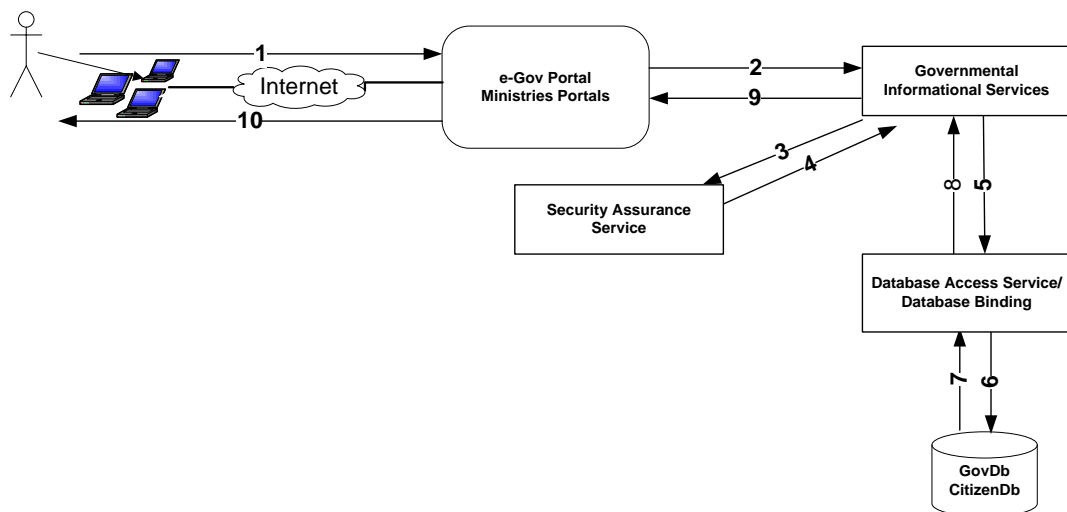 1
e-Gov Portal
Ministries Portals
2
Governmental
Informational Services
Internet
9
10
3
4
8
5
Security Assurance
Service
Database Access Service/
Database Binding
7
6
GovDb
CitizenDb